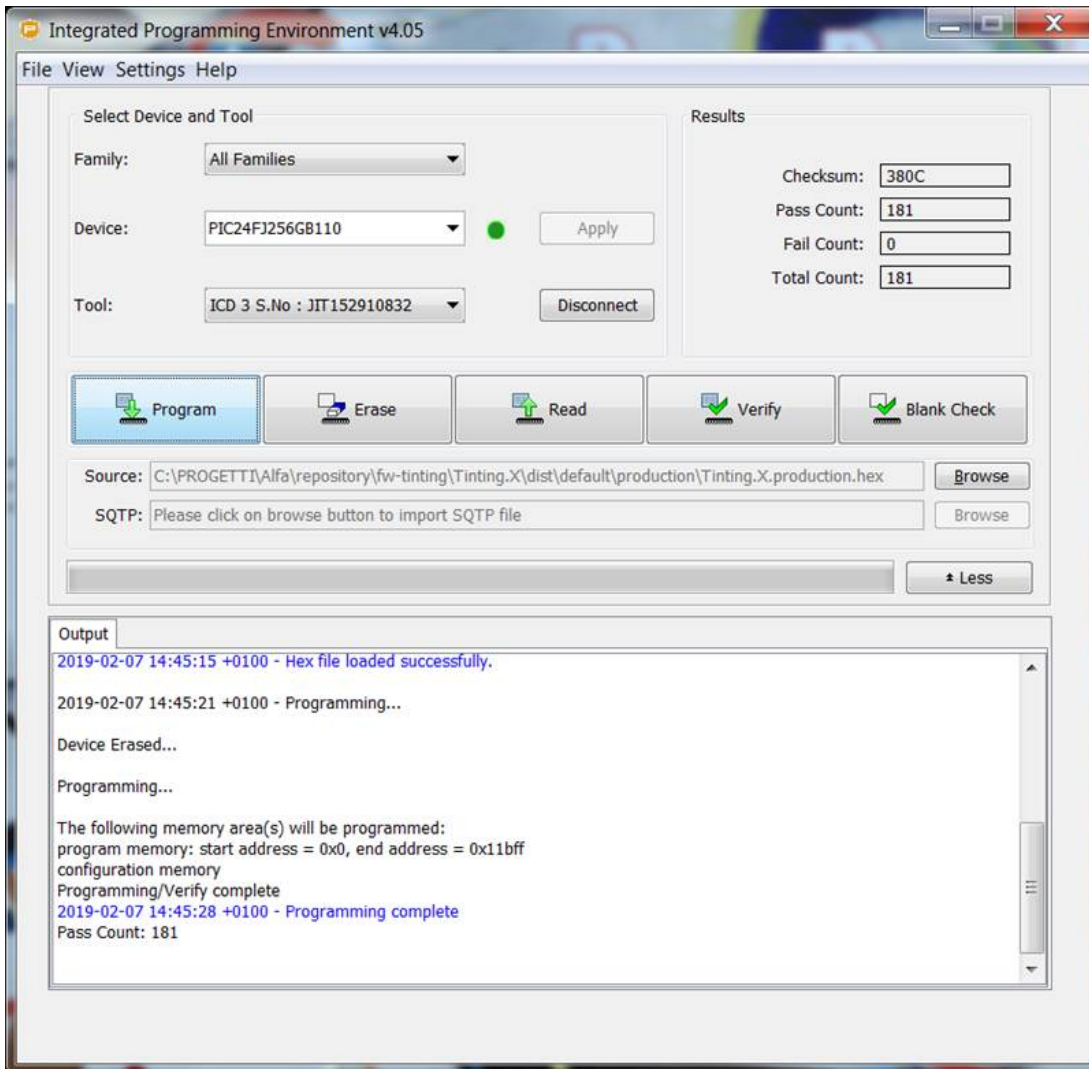 Integrated Programming Environment v4.05
File View Settings Help
Select Device and Tool
Family: All Families
Device: PIC24FJ256GB110 Apply
Tool: ICD 3 S.No : JIT152910832 Disconnect
Results
Checksum: 380C
Pass Count: 181
Fail Count: 0
Total Count: 181
Program Erase Read Verify Blank Check
Source: C:\PROGETTI\Alfa\repository\fw-tinting\Tinting.X\dist\default\production\Tinting.X.production.hex Browse
SQTP: Please click on browse button to import SQTP file Browse
Less
Output
2019-02-07 14:45:15 +0100 - Hex file loaded successfully.
2019-02-07 14:45:21 +0100 - Programming...
Device Erased...
Programming...
The following memory area(s) will be programmed:
program memory: start address = 0x0, end address = 0x11bff
configuration memory
Programming/Verify complete
2019-02-07 14:45:28 +0100 - Programming complete
Pass Count: 181